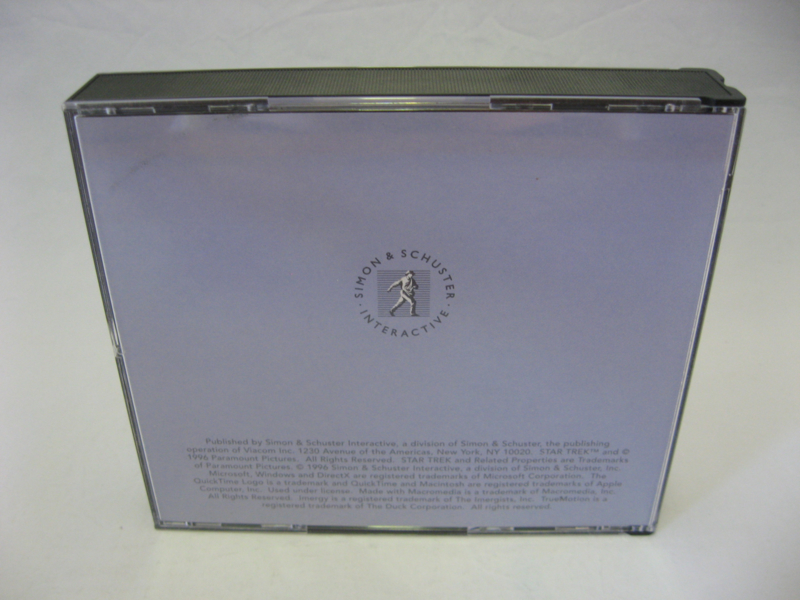 SIMON & SCHUSTER
· INTERACTIVE ·
Published by Simon & Schuster Interactive, a division of Simon & Schuster, the publishing
operation of Viacom Inc. 1230 Avenue of the Americas, New York, NY 10020. STAR TREK™ and ©
1996 Paramount Pictures. All Rights Reserved. STAR TREK and Related Properties are Trademarks
of Paramount Pictures. © 1996 Simon & Schuster Interactive, a division of Simon & Schuster, Inc.
Microsoft, Windows and DirectX are registered trademarks of Microsoft Corporation. The
QuickTime Logo is a trademark and QuickTime and Macintosh are registered trademarks of Apple
Computer, Inc. Used under license. Made with Macromedia is a trademark of Macromedia, Inc.
All Rights Reserved. mergy is a registered trademark of The Imergy, Inc. TrueMotion is a
registered trademark of The Duck Corporation. All rights reserved.